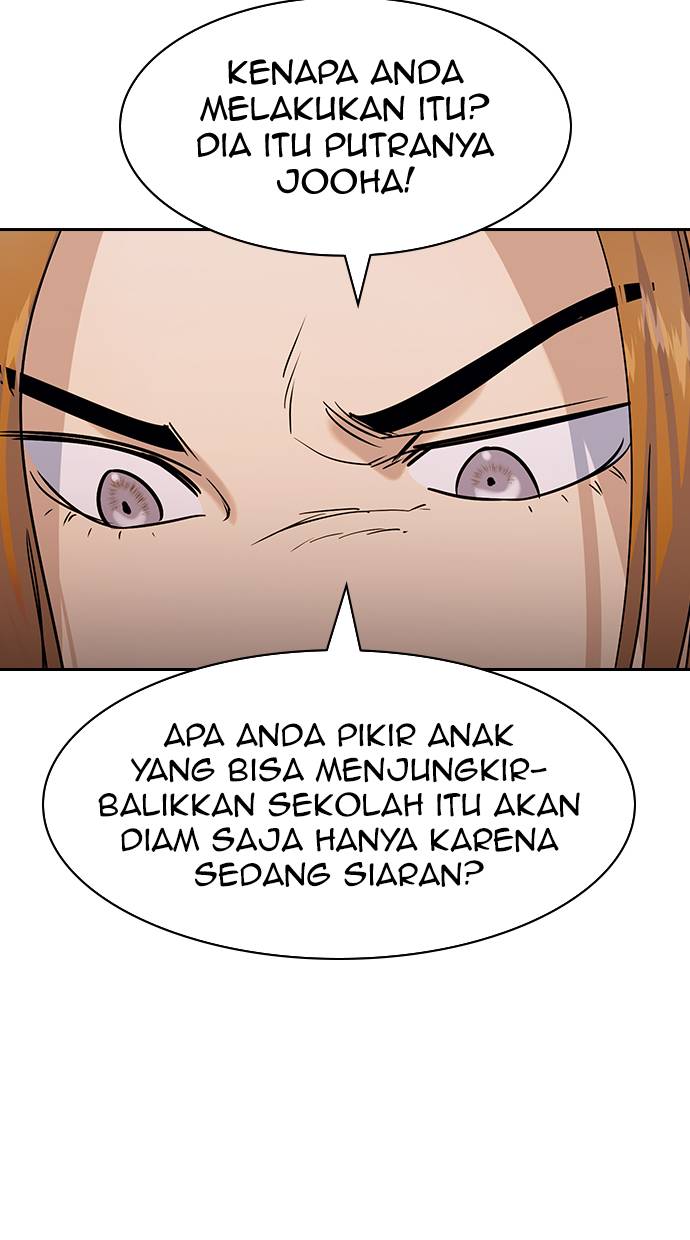 KENAPA ANDA
MELAKUKAN ITU?
DIA ITU PUTRANYA
JOOHA!
APA ANDA PIKIR ANAK
YANG BISA MENJUNGKIR-
BALIKKAN SEKOLAH ITU AKAN
DIAM SAJA HANYA KARENA
SEDANG SIARAN?